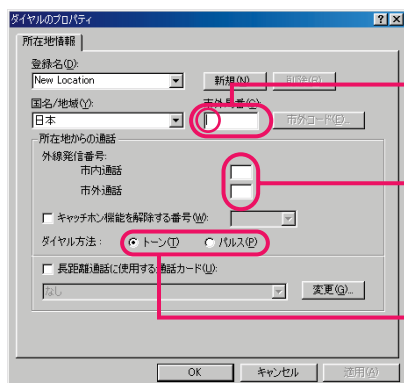 ダイヤルのプロパティ
所在地情報
登録名(D):
New Location 新規(N) 削除(R)
国名/地域(Y): 市外局番(C):
日本 市外コード(E)...
所在地からの通話
外線発信番号:
市内通話
市外通話
キャッチホン機能を解除する番号(W):
ダイヤル方法: トーン(T) パルス(P)
長距離通話に使用する通話カード(L):
なし 変更(G)...
OK キャンセル 適用(A)